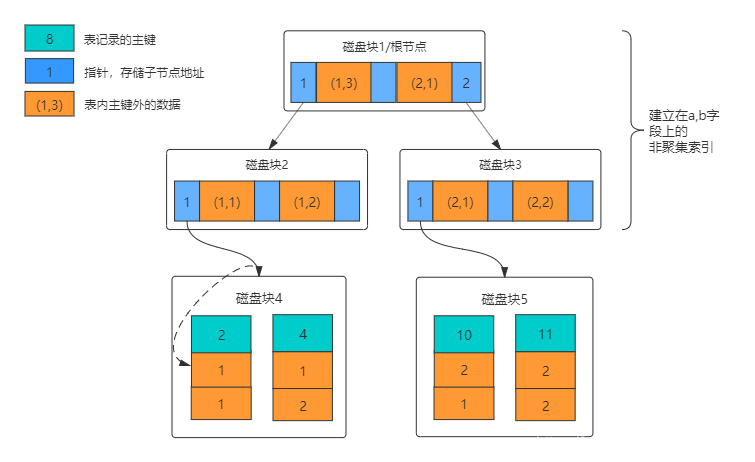 8 表记录的主键
1 指针，存储子节点地址
(1,3) 表内主键外的数据
磁盘块1/根节点
1 (1,3) (2,1) 2
建立在a,b字
段上的
非聚集索引
磁盘块2
1 (1,1) (1,2)
磁盘块3
1 (2,1) (2,2)
磁盘块4
2 4
1 1
1 2
磁盘块5
10 11
2 2
1 2